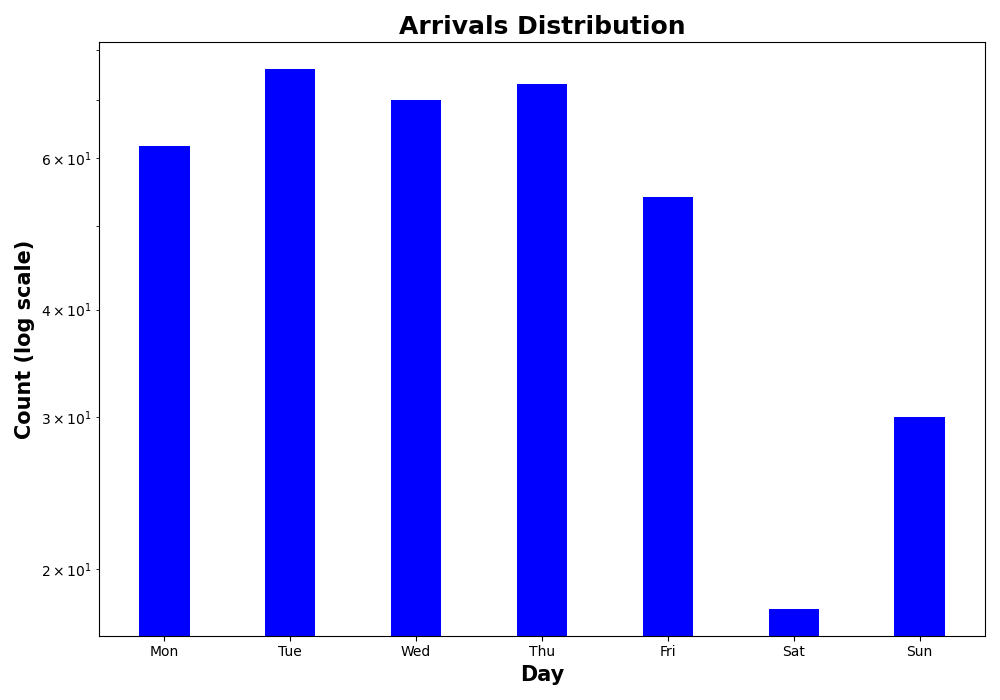 Arrivals Distribution
6 × 10¹
4 × 10¹
3 × 10¹
2 × 10¹
Count (log scale)
Mon Tue Wed Thu Fri Sat Sun
Day